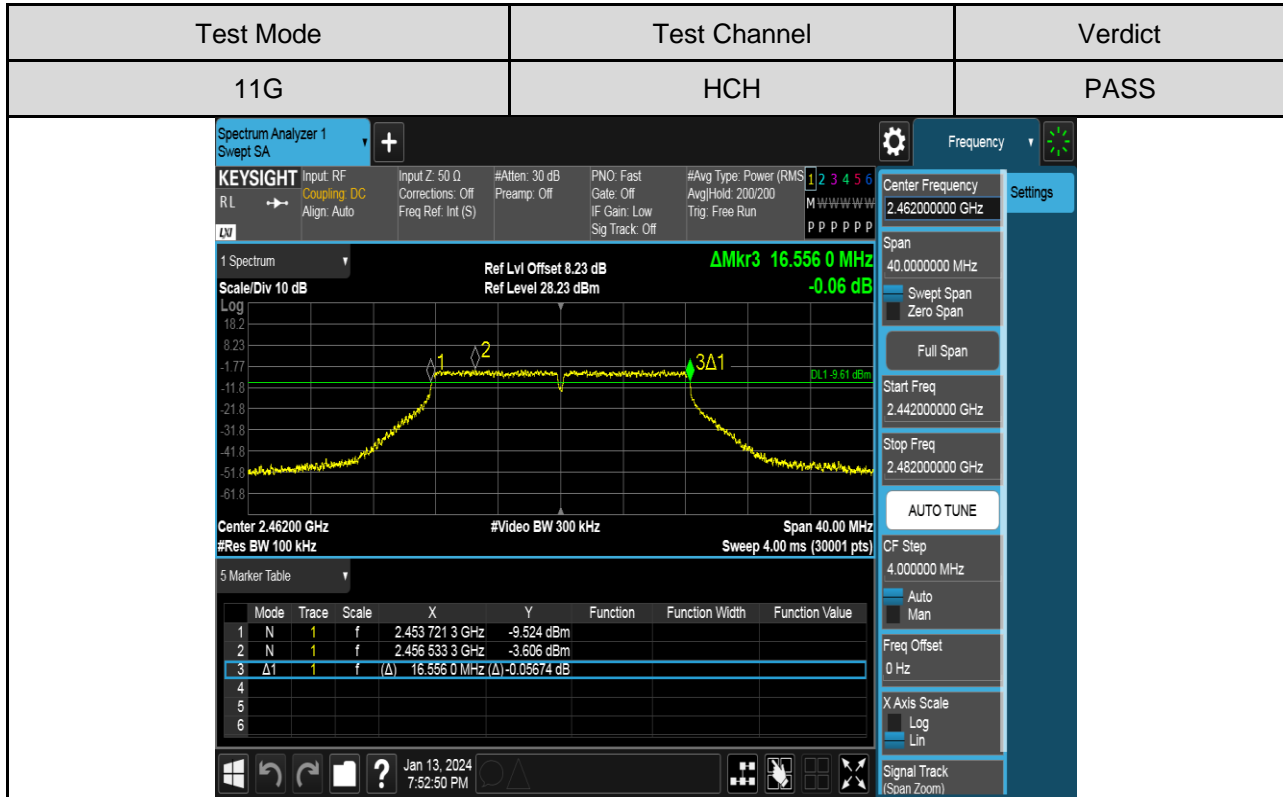 Test Mode Test Channel Verdict
11G HCH PASS
Spectrum Analyzer 1
Swept SA
+
Frequency
KEYSIGHT Input: RF Input Z: 50 Ω #Atten: 30 dB PNO: Fast #Avg Type: Power (RMS 1 2 3 4 5 6
RL Coupling: DC Corrections: Off Preamp: Off Gate: Off Avg|Hold: 200/200 M W W W W W
Align: Auto Freq Ref: Int (S) IF Gain: Low Trig: Free Run
LXI Sig Track: Off P P P P P P
1 Spectrum
Ref Lvl Offset 8.23 dB ΔMkr3 16.556 0 MHz
Scale/Div 10 dB Ref Level 28.23 dBm -0.06 dB
Log
18.2
8.23
-1.77
-11.8
-21.8
-31.8
-41.8
-51.8
-61.8
1
2
3Δ1
DL1 -9.61 dBm
Center 2.46200 GHz #Video BW 300 kHz Span 40.00 MHz
#Res BW 100 kHz Sweep 4.00 ms (30001 pts)
5 Marker Table
Mode Trace Scale X Y Function Function Width Function Value
1 N 1 f 2.453 721 3 GHz -9.524 dBm
2 N 1 f 2.456 533 3 GHz -3.606 dBm
3 Δ1 1 f (Δ) 16.556 0 MHz (Δ) -0.05674 dB
4
5
6
?
Jan 13, 2024
7:52:50 PM
Center Frequency
2.462000000 GHz
Settings
Span
40.0000000 MHz
Swept Span
Zero Span
Full Span
Start Freq
2.442000000 GHz
Stop Freq
2.482000000 GHz
AUTO TUNE
CF Step
4.000000 MHz
Auto
Man
Freq Offset
0 Hz
X Axis Scale
Log
Lin
Signal Track
(Span Zoom)